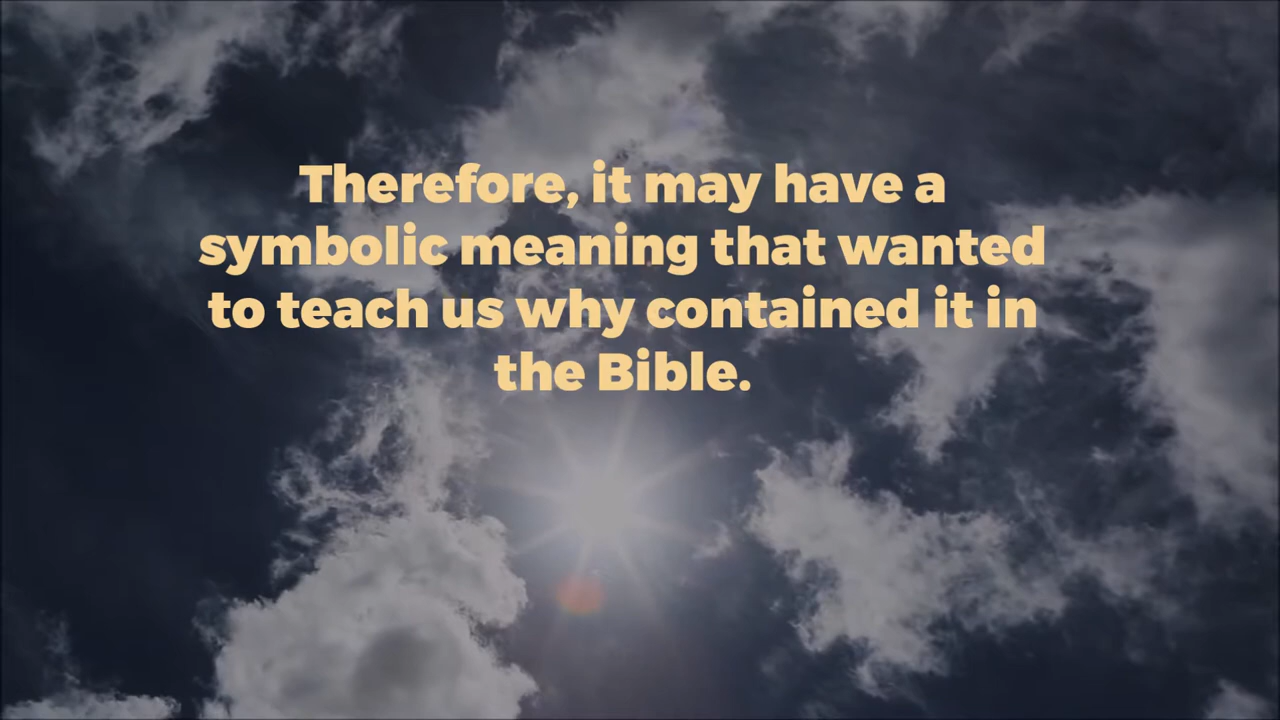 Therefore, it may have a
symbolic meaning that wanted
to teach us why contained it in
the Bible.